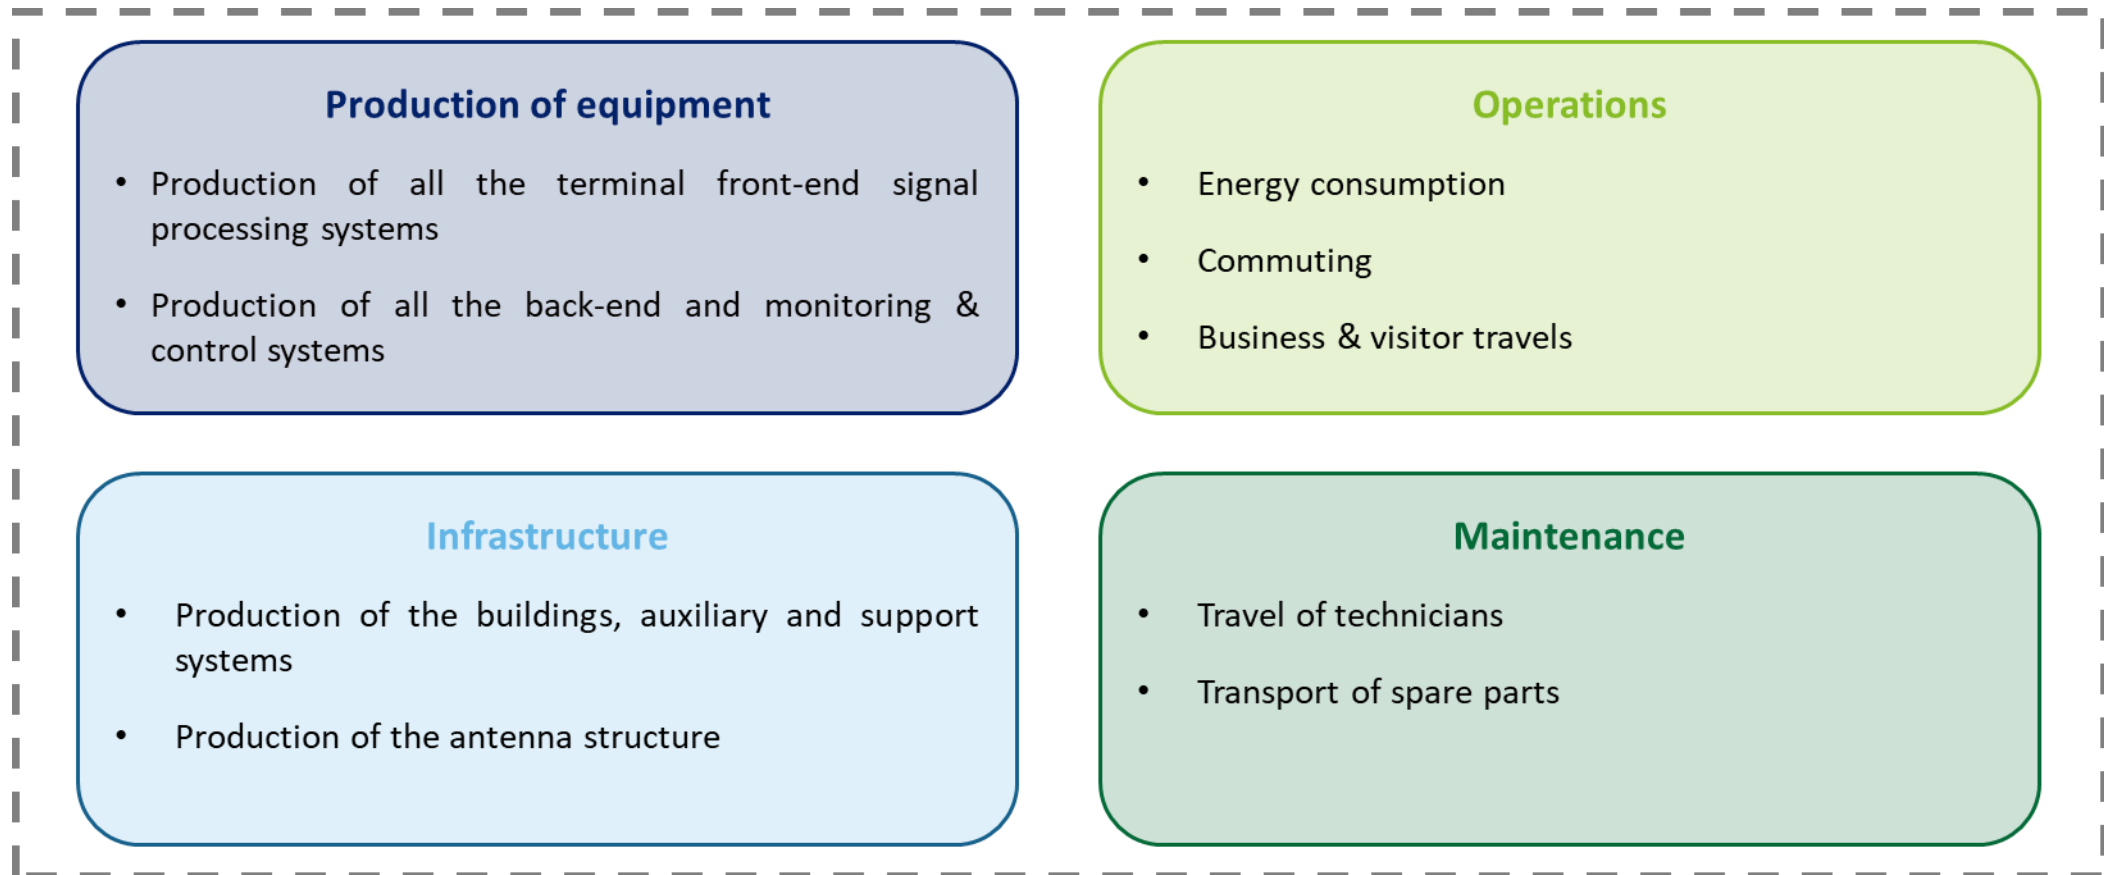 Production of equipment
• Production of all the terminal front-end signal
processing systems
• Production of all the back-end and monitoring &
control systems
Operations
• Energy consumption
• Commuting
• Business & visitor travels
Infrastructure
• Production of the buildings, auxiliary and support
systems
• Production of the antenna structure
Maintenance
• Travel of technicians
• Transport of spare parts